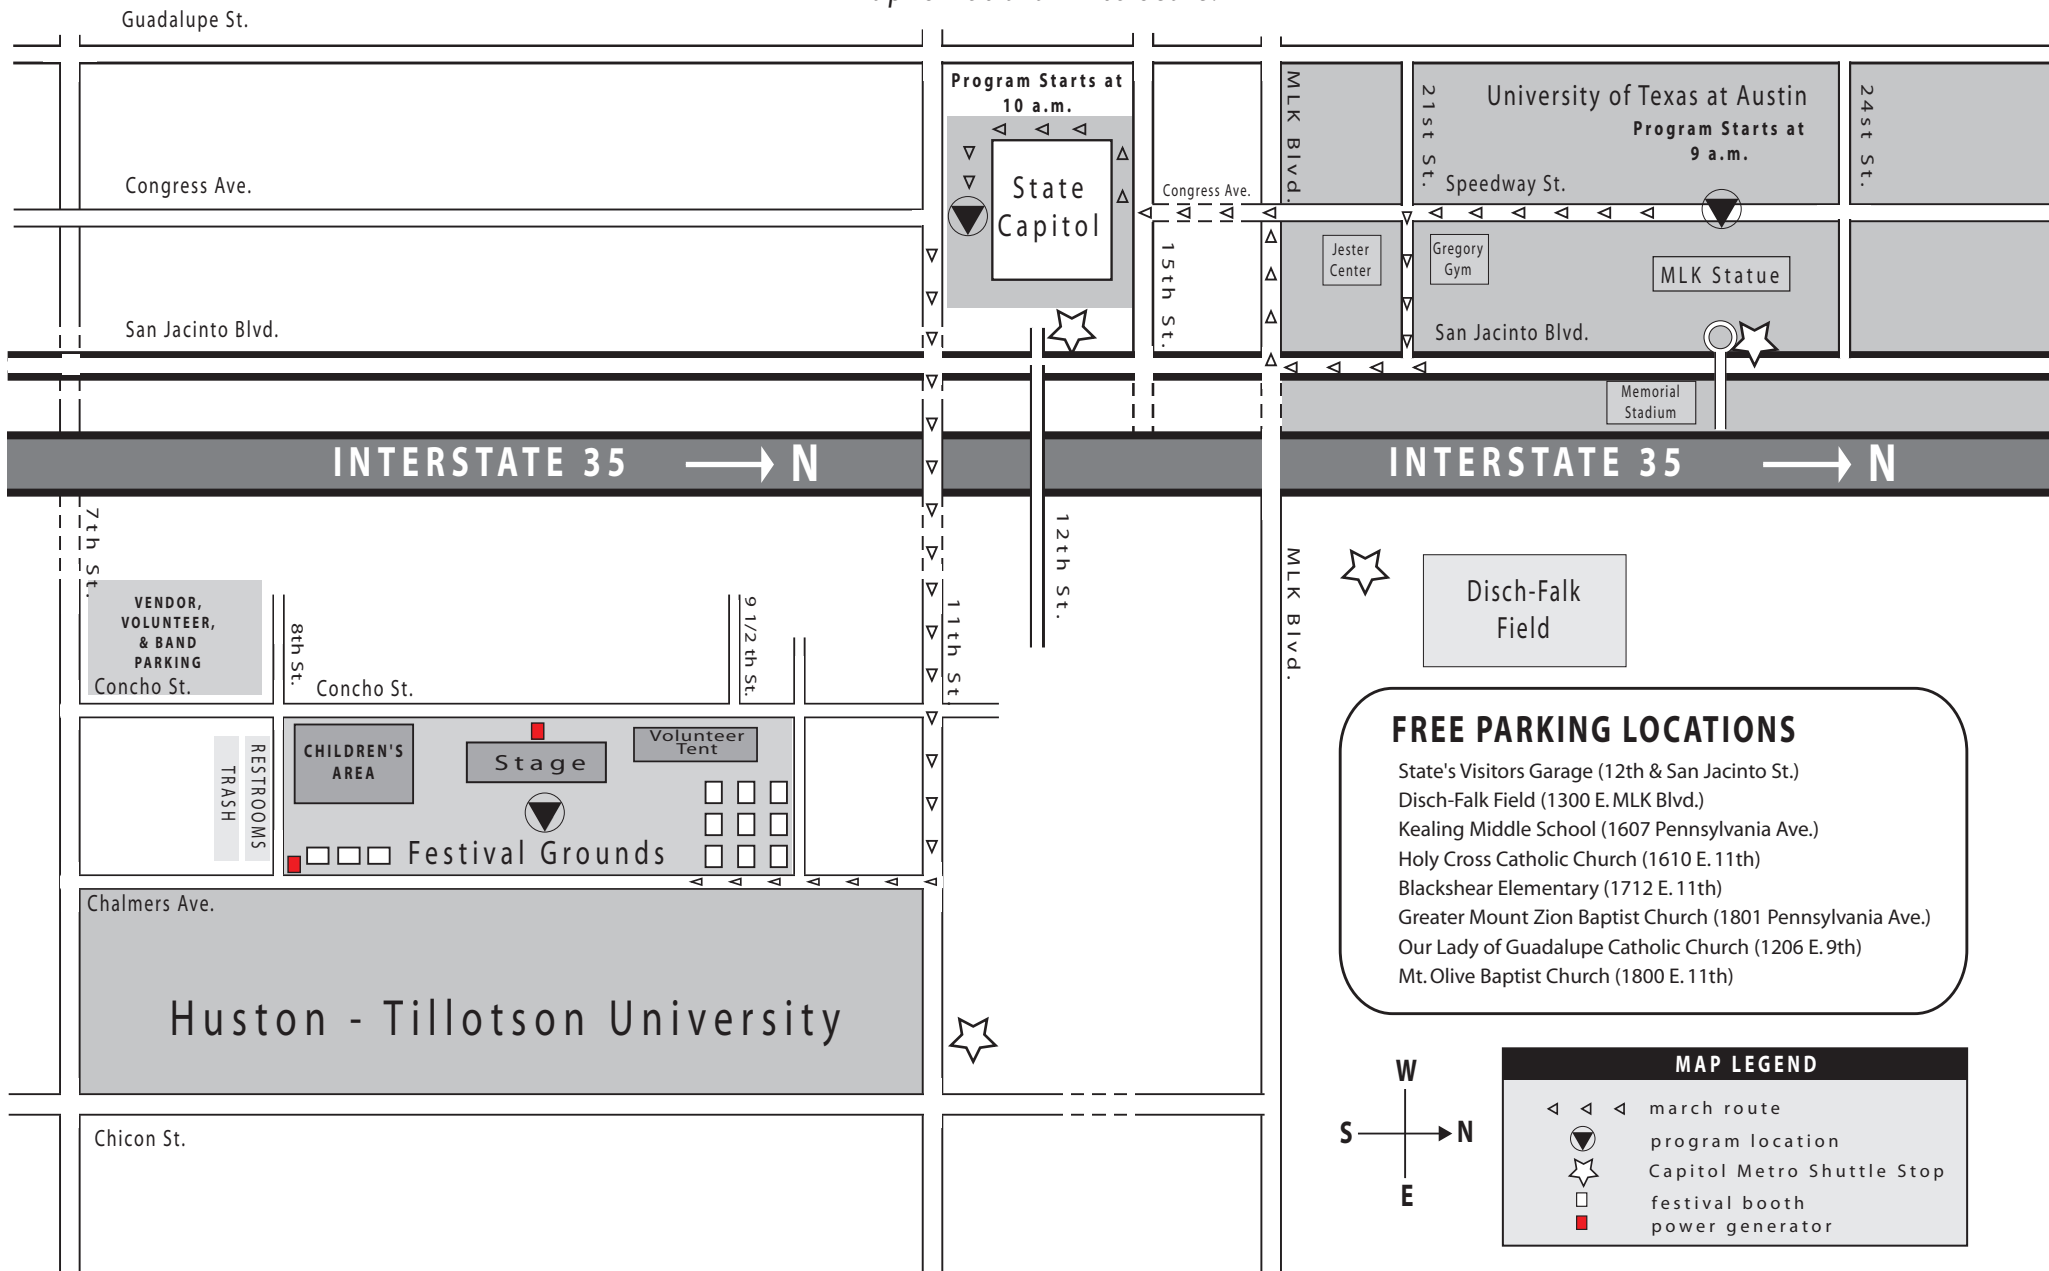 Guadalupe St.
Program Starts at
10 a.m.
State
Capitol
Congress Ave.
Congress Ave.
MLK Blvd.
21st St.
University of Texas at Austin
Program Starts at
9 a.m.
24st St.
Speedway St.
15th St.
Jester
Center
Gregory
Gym
MLK Statue
San Jacinto Blvd.
San Jacinto Blvd.
Memorial
Stadium
INTERSTATE 35 N
INTERSTATE 35 N
7th St.
12th St.
MLK Blvd.
VENDOR,
VOLUNTEER,
& BAND
PARKING
Concho St.
8th St.
Concho St.
9 1/2 th St.
11th St.
Disch-Falk
Field
TRASH
RESTROOMS
CHILDREN'S
AREA
Stage
Volunteer
Tent
Festival Grounds
Chalmers Ave.
Huston - Tillotson University
Chicon St.
FREE PARKING LOCATIONS
State's Visitors Garage (12th & San Jacinto St.)
Disch-Falk Field (1300 E. MLK Blvd.)
Kealing Middle School (1607 Pennsylvania Ave.)
Holy Cross Catholic Church (1610 E. 11th)
Blackshear Elementary (1712 E. 11th)
Greater Mount Zion Baptist Church (1801 Pennsylvania Ave.)
Our Lady of Guadalupe Catholic Church (1206 E. 9th)
Mt. Olive Baptist Church (1800 E. 11th)
W
S N
E
MAP LEGEND
march route
program location
Capitol Metro Shuttle Stop
festival booth
power generator